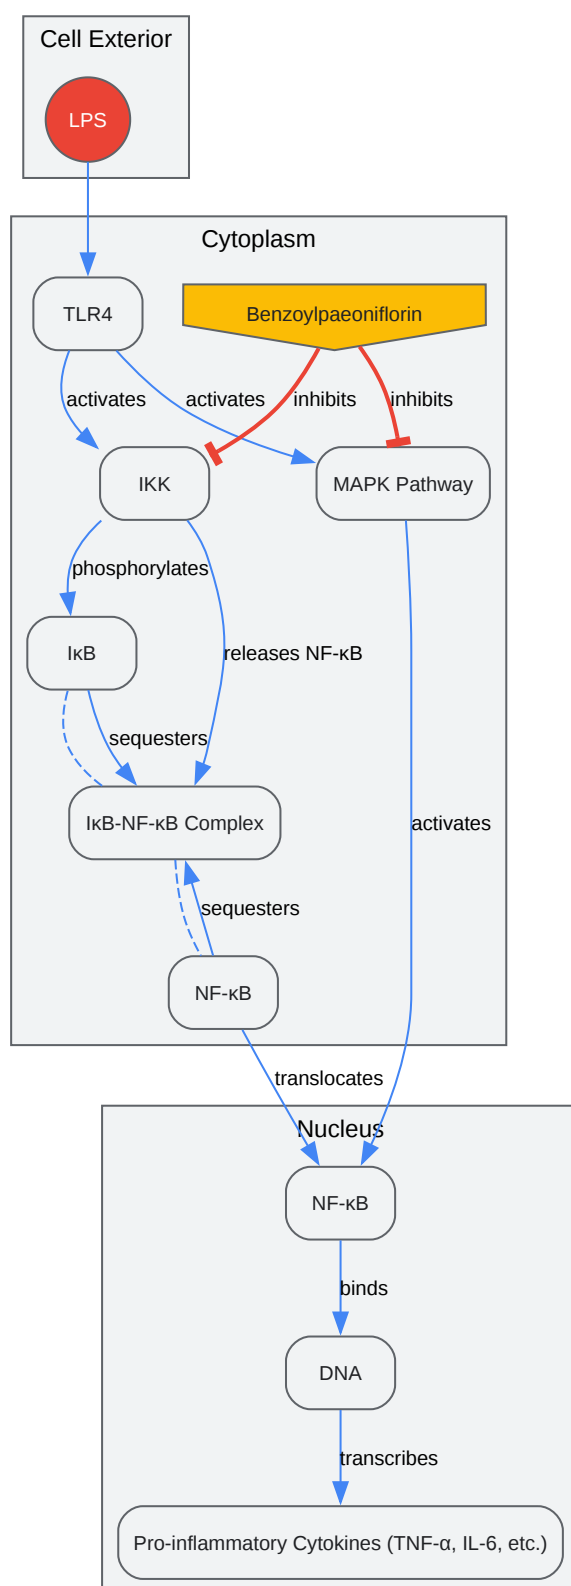 Cell Exterior
LPS
Cytoplasm
TLR4
Benzoylpaeoniflorin
activates
activates
inhibits
inhibits
IKK
MAPK Pathway
phosphorylates
IκB
releases NF-κB
sequesters
IκB-NF-κB Complex
activates
sequesters
NF-κB
translocates
Nucleus
NF-κB
binds
DNA
transcribes
Pro-inflammatory Cytokines (TNF-α, IL-6, etc.)